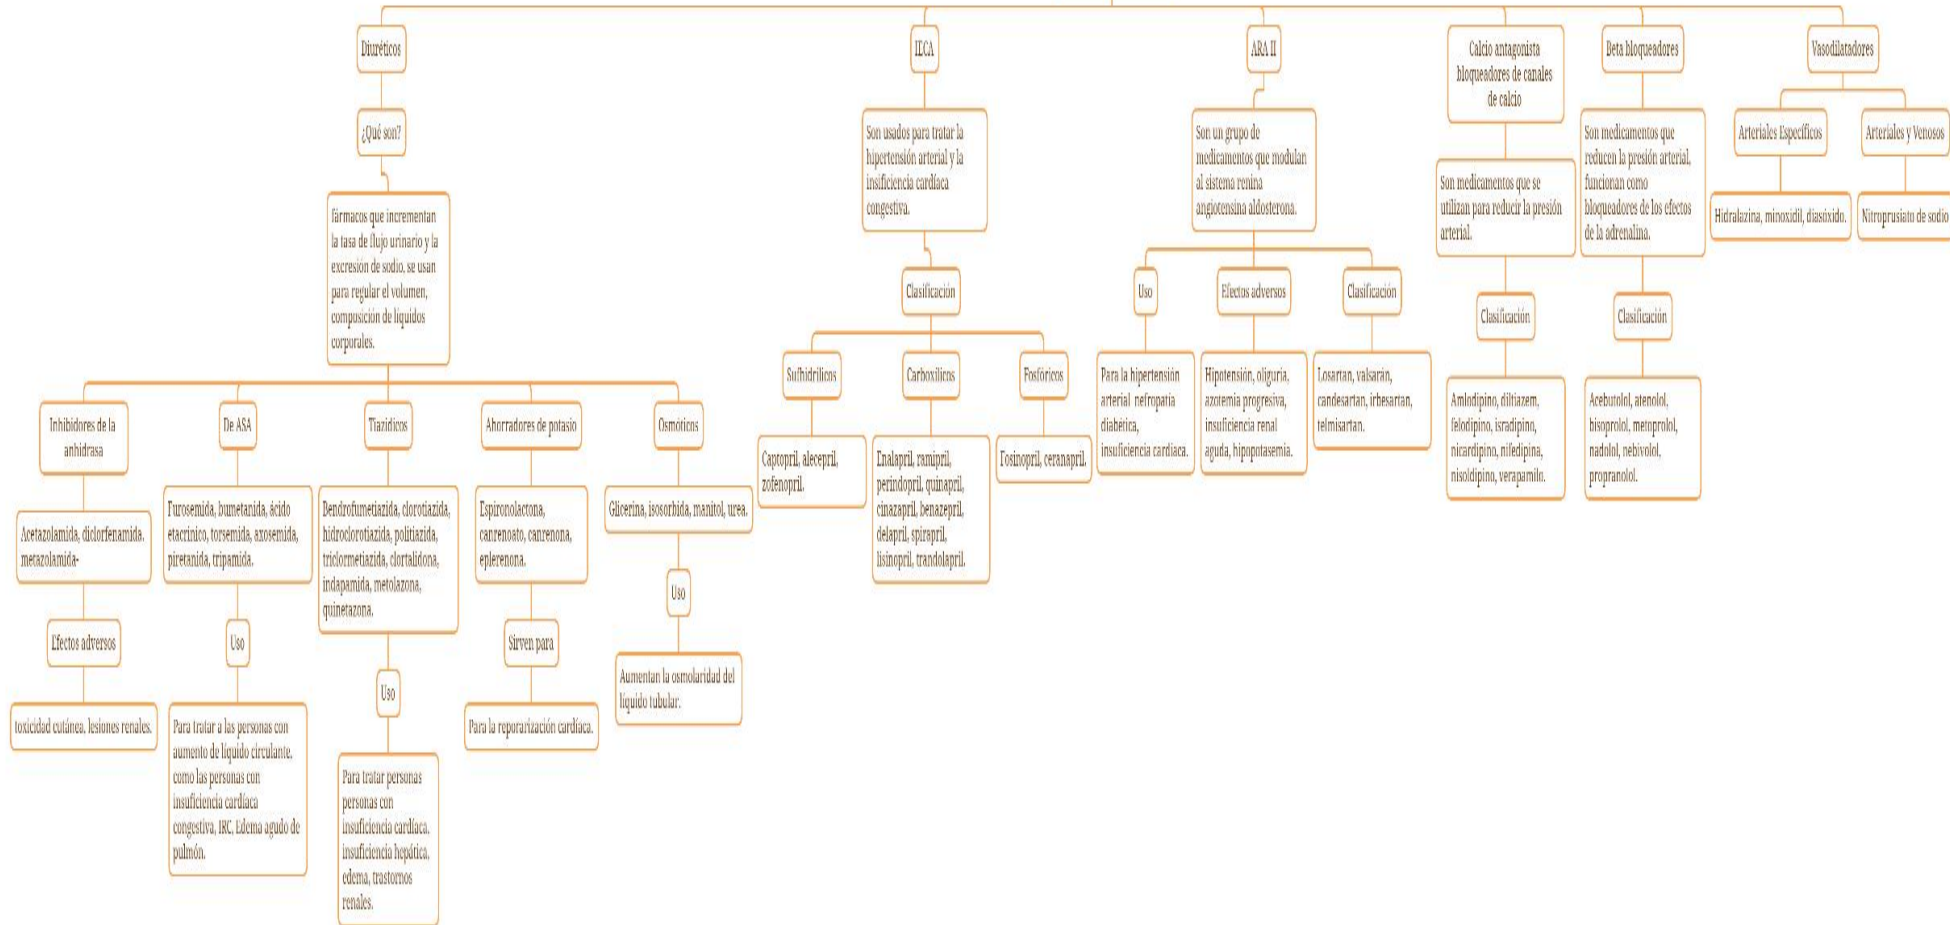 Diuréticos
¿Qué son?
fármacos que incrementan
la tasa de flujo urinario y la
excresión de sodio, se usan
para regular el volumen,
composición de líquidos
corporales.
Inhibidores de la
anhidrasa
Acetazolamida, diclorfenamida.
metazolamida-
Efectos adversos
toxicidad cutánea, lesiones renales.
De ASA
Furosemida, bumetanida, ácido
etacrínico, torsemida, axosemida,
piretanida, tripamida.
Uso
Para tratar a las personas con
aumento de líquido circulante,
como las personas con
insuficiencia cardíaca
congestiva, IRC, Edema agudo de
pulmón.
Tiazídicos
Bendrofumetiazida, clorotiazida,
hidroclorotiazida, politiazida,
triclormetiazida, clortalidona,
indapamida, metolazona,
quinetazona.
Uso
Para tratar personas
personas con
insuficiencia cardíaca,
insuficiencia hepática,
edema, trastornos
renales.
Ahorradores de potasio
Espironolactona,
canrenoato, canrenona,
eplerenona.
Sirven para
Para la reporarización cardíaca.
Osmóticos
Glicerina, isosorbida, manitol, urea.
Uso
Aumentan la osmolaridad del
líquido tubular.
IECA
Son usados para tratar la
hipertensión arterial y la
insificiencia cardíaca
congestiva.
Clasificación
Sufhidrílicos
Captopril, alecepril,
zofenopril.
Carboxílicos
Enalapril, ramipril,
perindopril, quinapril,
cinazapril, benazepril,
delapril, spirapril,
lisinopril, trandolapril.
Fosfóricos
Fosinopril, ceranapril.
ARA II
Son un grupo de
medicamentos que modulan
al sistema renina
angiotensina aldosterona.
Uso
Para la hipertensión
arterial nefropatía
diabética,
insuficiencia cardiaca.
Efectos adversos
Hipotensión, oliguria,
azotemia progresiva,
insuficiencia renal
aguda, hipopotasemia.
Clasificación
Losartan, valsarán,
candesartan, irbesartan,
telmisartan.
Calcio antagonista
bloqueadores de canales
de calcio
Son medicamentos que se
utilizan para reducir la presión
arterial.
Clasificación
Amlodipino, diltiazem,
felodipino, isradipino,
nicardipino, nifedipina,
nisoldipino, verapamilo.
Beta bloqueadores
Son medicamentos que
reducen la presión arterial,
funcionan como
bloqueadores de los efectos
de la adrenalina.
Clasificación
Acebutolol, atenolol,
bisoprolol, metoprolol,
nadolol, nebivolol,
propranolol.
Vasodilatadores
Arteriales Específicos
Hidralazina, minoxidil, diasóxido.
Arteriales y Venosos
Nitroprusiato de sodio